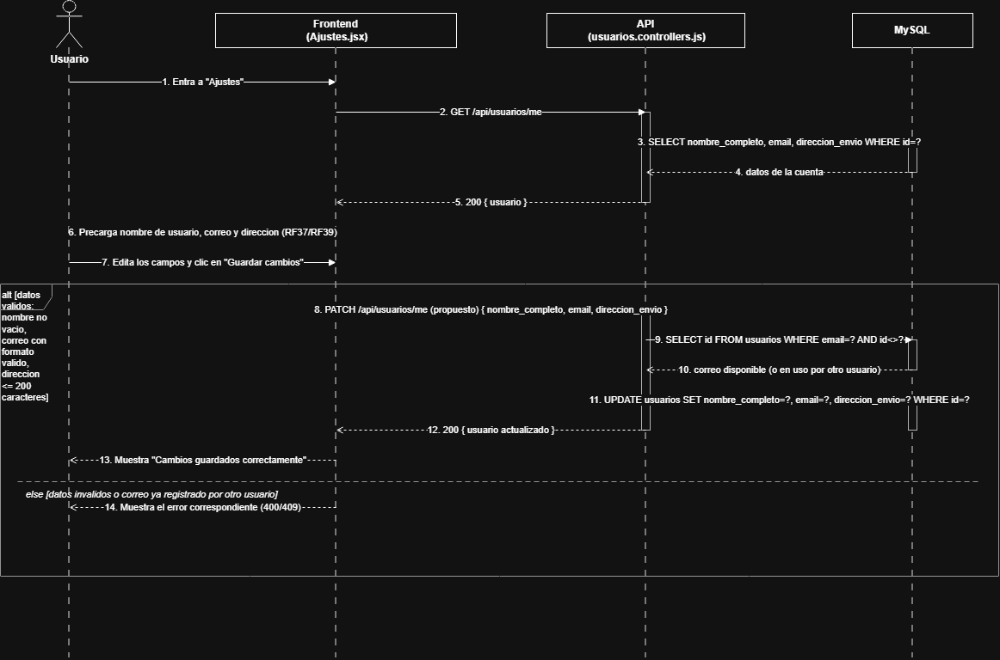 Frontend
(Ajustes.jsx)
API
(usuarios.controllers.js)
MySQL
Usuario
1. Entra a "Ajustes"
2. GET /api/usuarios/me
3. SELECT nombre_completo, email, direccion_envio WHERE id=?
4. datos de la cuenta
5. 200 { usuario }
6. Precarga nombre de usuario, correo y direccion (RF37/RF39)
7. Edita los campos y clic en "Guardar cambios"
alt [datos
validos:
nombre no
vacio,
correo con
formato
valido,
direccion
<= 200
caracteres]
8. PATCH /api/usuarios/me (propuesto) { nombre_completo, email, direccion_envio }
9. SELECT id FROM usuarios WHERE email=? AND id<>?
10. correo disponible (o en uso por otro usuario)
11. UPDATE usuarios SET nombre_completo=?, email=?, direccion_envio=? WHERE id=?
12. 200 { usuario actualizado }
13. Muestra "Cambios guardados correctamente"
else [datos invalidos o correo ya registrado por otro usuario]
14. Muestra el error correspondiente (400/409)